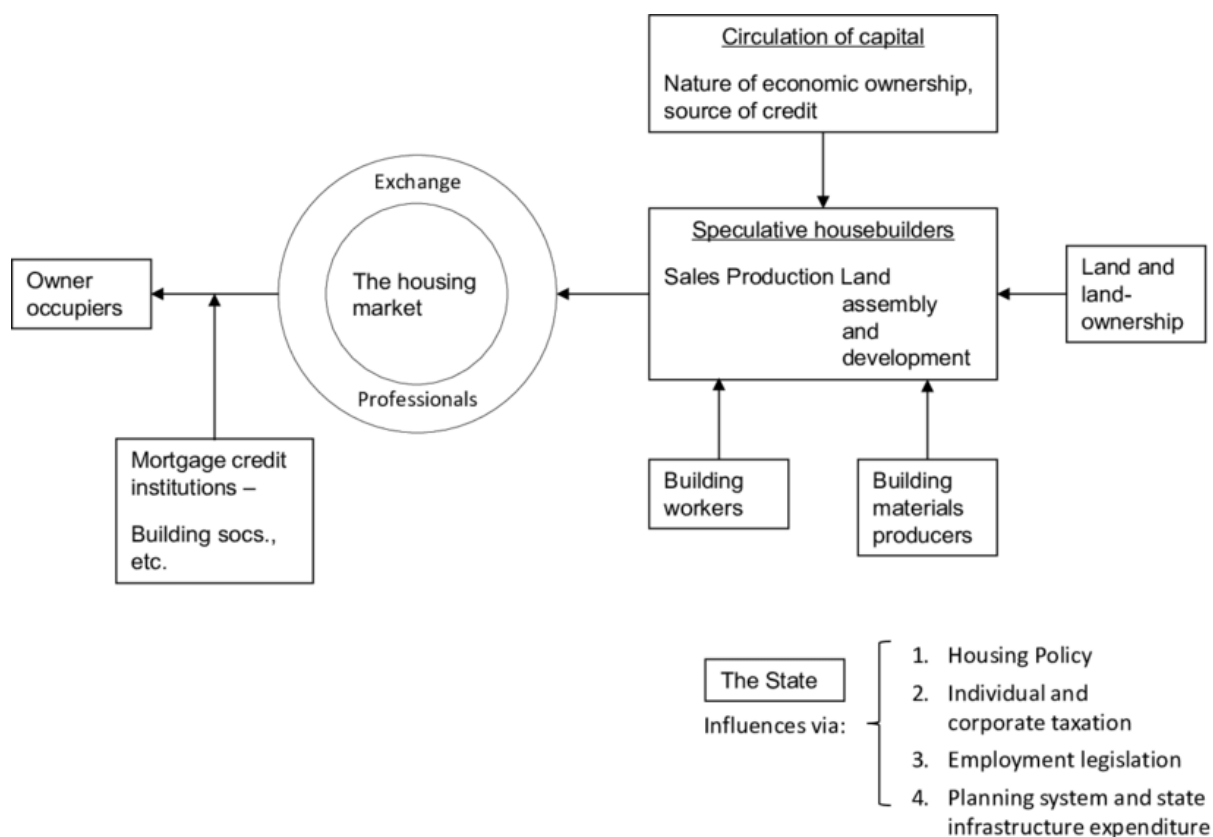 Circulation of capital
Nature of economic ownership,
source of credit
Exchange
The housing
market
Professionals
Speculative housebuilders
Sales Production Land
assembly
and
development
Land and
land-
ownership
Owner
occupiers
Mortgage credit
institutions –
Building socs.,
etc.
Building
workers
Building
materials
producers
The State
Influences via:
1. Housing Policy
2. Individual and
corporate taxation
3. Employment legislation
4. Planning system and state
infrastructure expenditure